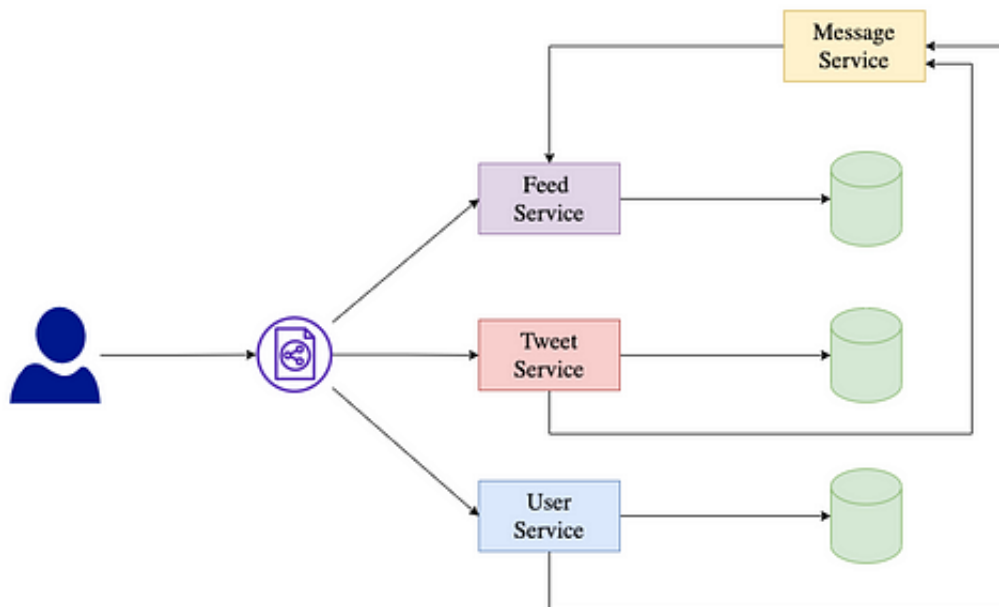 Message
Service
Feed
Service
Tweet
Service
User
Service